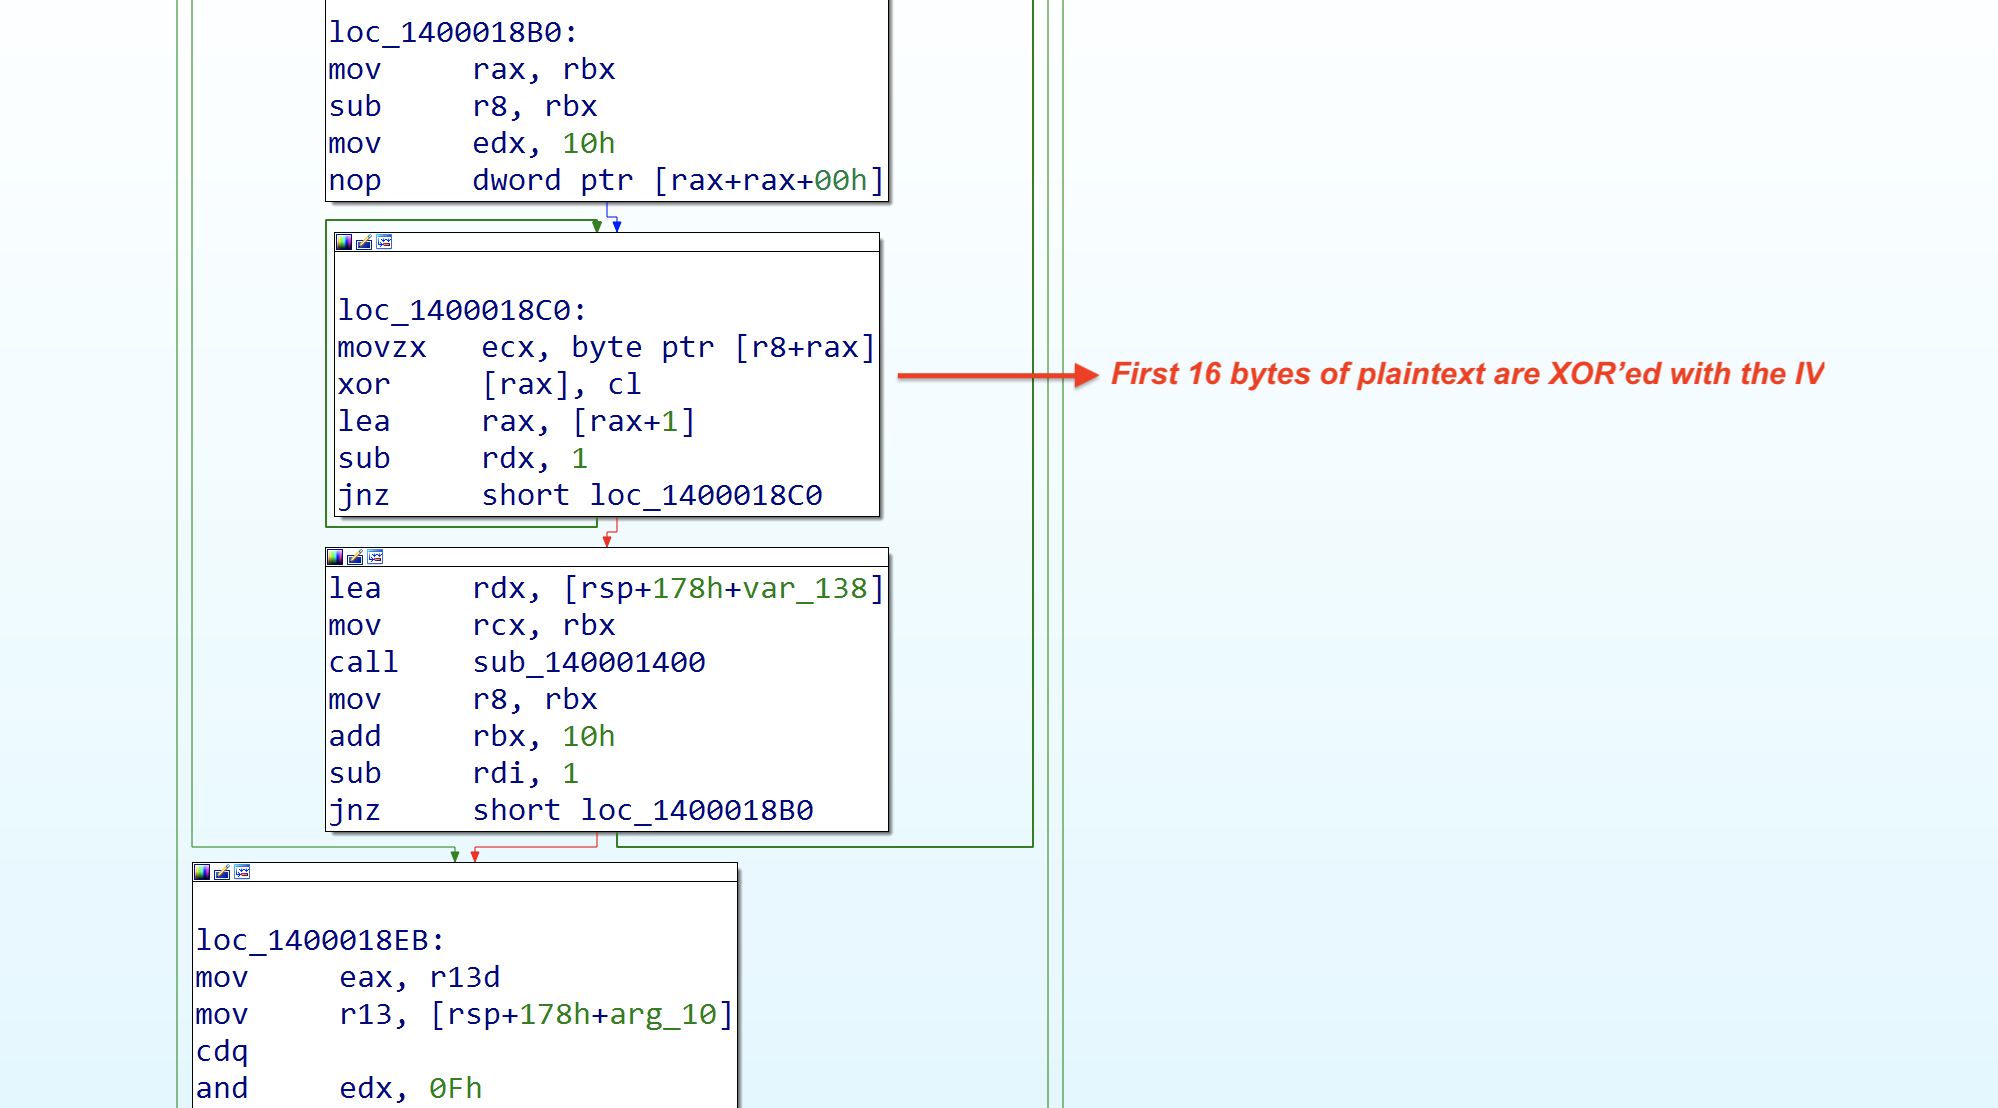 loc_1400018B0:
mov rax, rbx
sub r8, rbx
mov edx, 10h
nop dword ptr [rax+rax+00h]
loc_1400018C0:
movzx ecx, byte ptr [r8+rax]
xor [rax], cl
lea rax, [rax+1]
sub rdx, 1
jnz short loc_1400018C0
First 16 bytes of plaintext are XOR’ed with the IV
lea rdx, [rsp+178h+var_138]
mov rcx, rbx
call sub_140001400
mov r8, rbx
add rbx, 10h
sub rdi, 1
jnz short loc_1400018B0
loc_1400018EB:
mov eax, r13d
mov r13, [rsp+178h+arg_10]
cdq
and edx, 0Fh